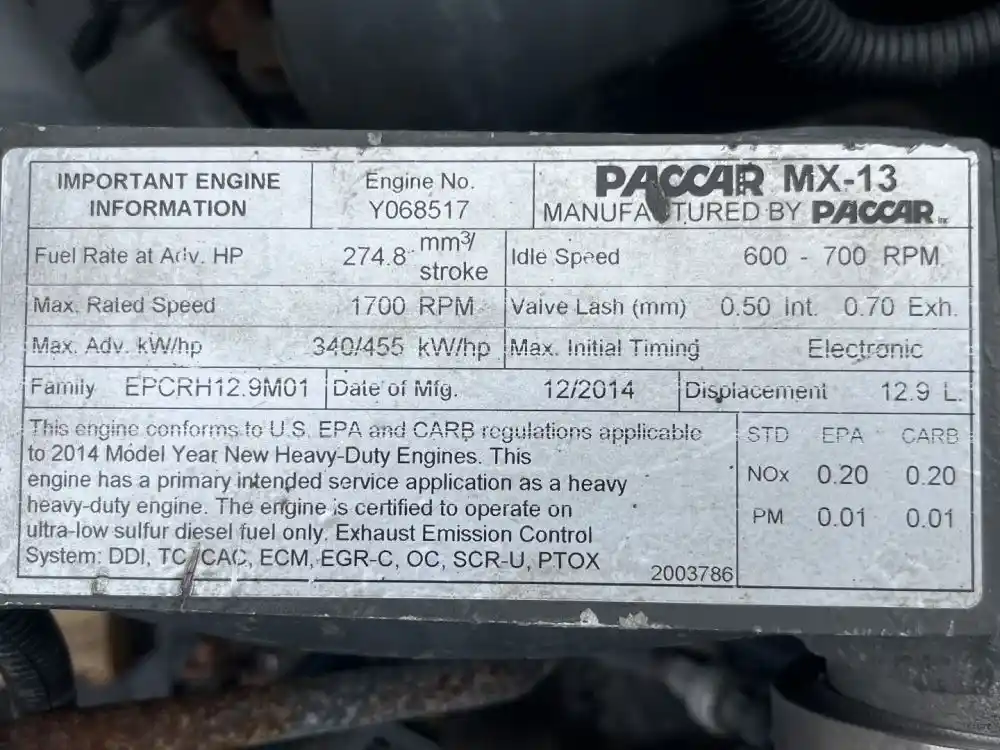 IMPORTANT ENGINE INFORMATION
Engine No. Y068517
PACCAR MX-13
MANUFACTURED BY PACCAR
Fuel Rate at Adv. HP 274.8 mm3/stroke
Idle Speed 600 - 700 RPM
Max. Rated Speed 1700 RPM
Valve Lash (mm) 0.50 Int. 0.70 Exh.
Max. Adv. kW/hp 340/455 kW/hp
Max. Initial Timing Electronic
Family EPCRH12.9M01
Date of Mfg. 12/2014
Displacement 12.9 L.
This engine conforms to U.S. EPA and CARB regulations applicable
to 2014 Model Year New Heavy-Duty Engines. This
engine has a primary intended service application as a heavy
heavy-duty engine. The engine is certified to operate on
ultra-low sulfur diesel fuel only. Exhaust Emission Control
System: DDI, TC/CAC, ECM, EGR-C, OC, SCR-U, PTOX
2003786
STD EPA CARB
NOx 0.20 0.20
PM 0.01 0.01